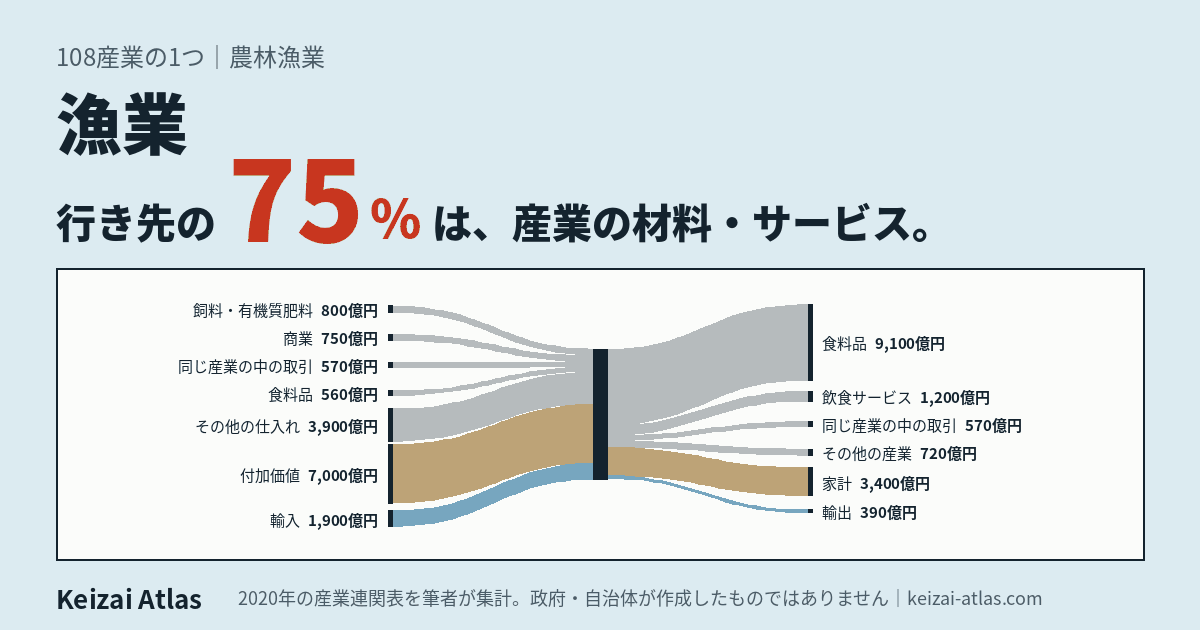 108産業の1つ｜農林漁業
漁業
行き先の 75% は、産業の材料・サービス。
飼料・有機質肥料 800億円
商業 750億円
同じ産業の中の取引 570億円
食料品 560億円
その他の仕入れ 3,900億円
付加価値 7,000億円
輸入 1,900億円
食料品 9,100億円
飲食サービス 1,200億円
同じ産業の中の取引 570億円
その他の産業 720億円
家計 3,400億円
輸出 390億円
Keizai Atlas 2020年の産業連関表を筆者が集計。政府・自治体が作成したものではありません｜keizai-atlas.com